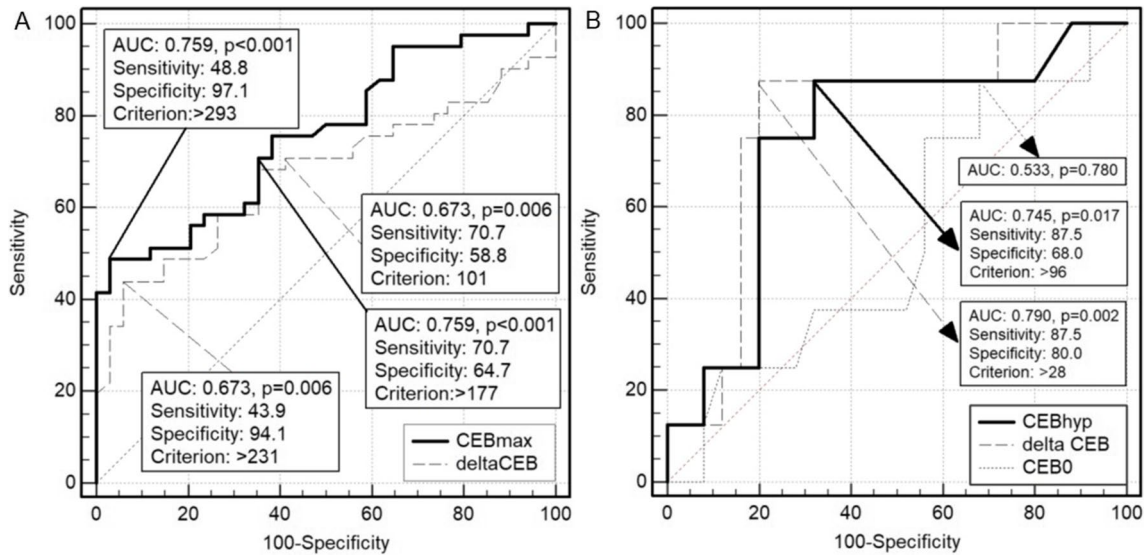 A
100
80
60
40
20
0
Sensitivity
0 20 40 60 80 100
100-Specificity
AUC: 0.759, p<0.001
Sensitivity: 48.8
Specificity: 97.1
Criterion:>293
AUC: 0.673, p=0.006
Sensitivity: 70.7
Specificity: 58.8
Criterion: 101
AUC: 0.759, p<0.001
Sensitivity: 70.7
Specificity: 64.7
Criterion:>177
AUC: 0.673, p=0.006
Sensitivity: 43.9
Specificity: 94.1
Criterion: >231
CEBmax
deltaCEB
B
100
80
60
40
20
0
Sensitivity
0 20 40 60 80 100
100-Specificity
AUC: 0.533, p=0.780
AUC: 0.745, p=0.017
Sensitivity: 87.5
Specificity: 68.0
Criterion: >96
AUC: 0.790, p=0.002
Sensitivity: 87.5
Specificity: 80.0
Criterion: >28
CEBhyp
delta CEB
CEB0